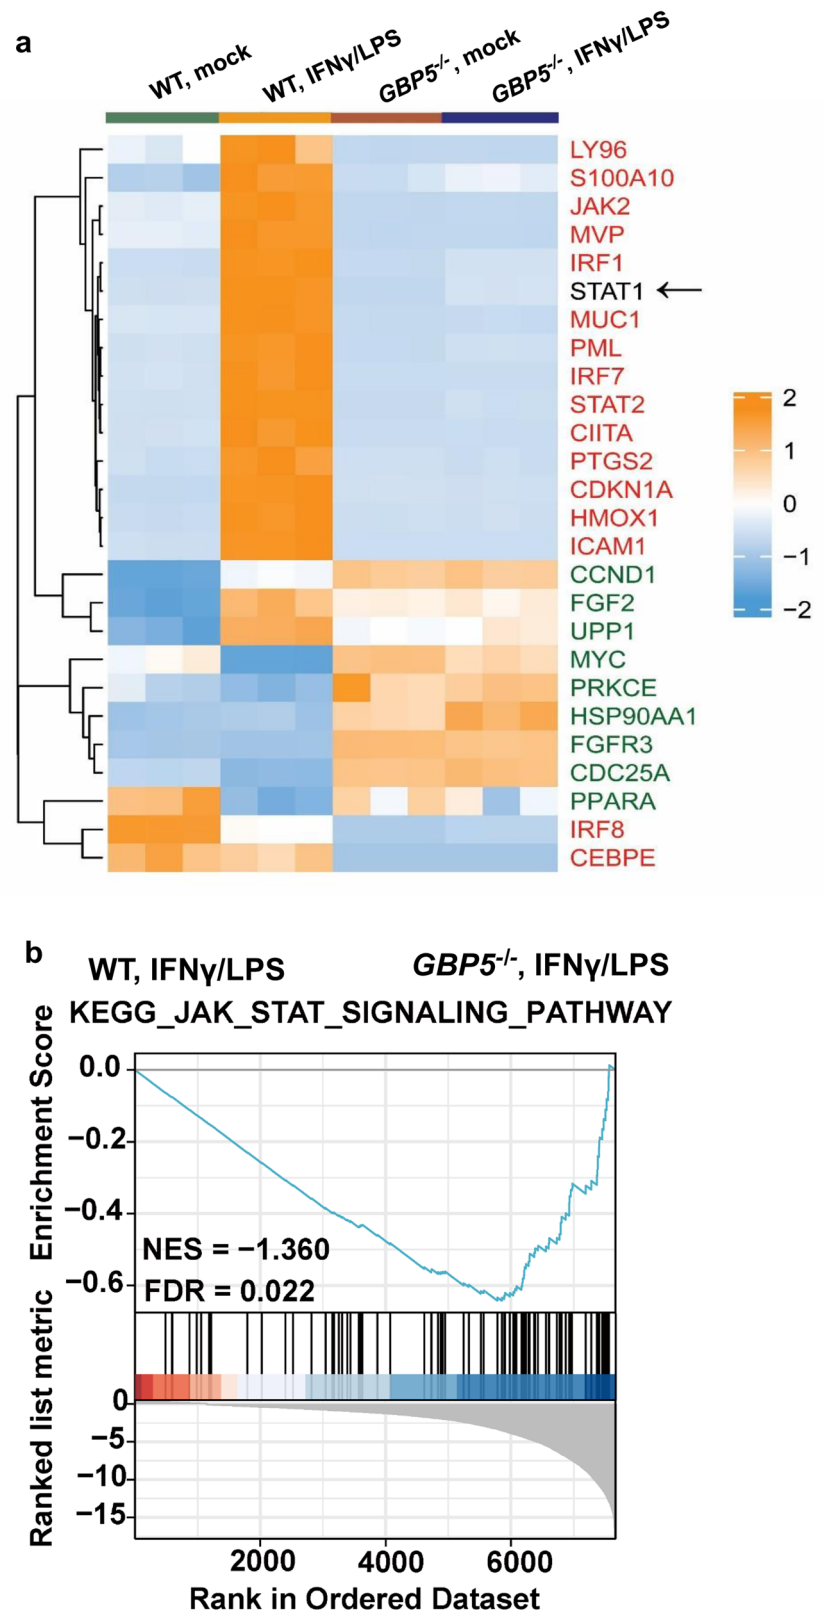 a
WT, mock
WT, IFNγ/LPS
GBP5-/-, mock
GBP5-/-, IFNγ/LPS
LY96
S100A10
JAK2
MVP
IRF1
STAT1 ←
MUC1
PML
IRF7
STAT2
CIITA
PTGS2
CDKN1A
HMOX1
ICAM1
CCND1
FGF2
UPP1
MYC
PRKCE
HSP90AA1
FGFR3
CDC25A
PPARA
IRF8
CEBPE
2
1
0
−1
−2
b
WT, IFNγ/LPS
GBP5-/-, IFNγ/LPS
KEGG_JAK_STAT_SIGNALING_PATHWAY
Enrichment Score
0.0
−0.2
−0.4
−0.6
NES = −1.360
FDR = 0.022
Ranked list metric
0
−5
−10
−15
2000 4000 6000
Rank in Ordered Dataset